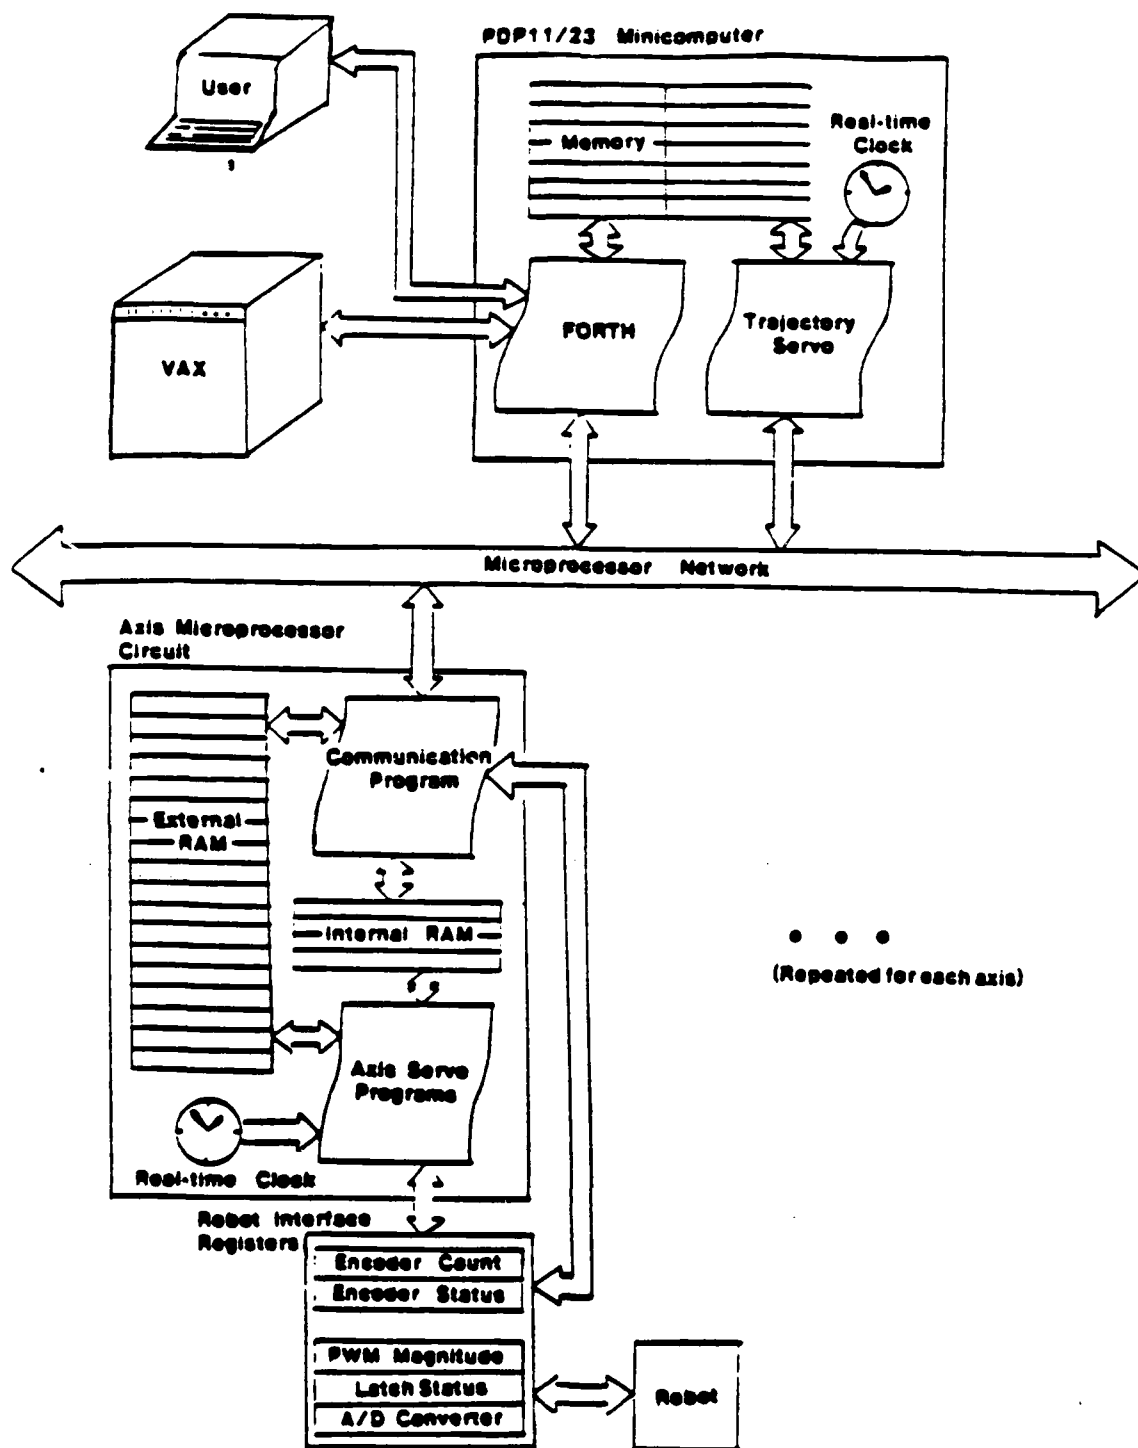 PDP11/23 Minicomputer
User
Memory
Real-time
Clock
FORTH
Trajectory
Servo
VAX
Microprocessor Network
Axis Microprocessor
Circuit
Communication
Program
External
RAM
Internal RAM
(Repeated for each axis)
Axis Servo
Programs
Real-time Clock
Robot Interface
Registers
Encoder Count
Encoder Status
PWM Magnitude
Latch Status
A/D Converter
Robot